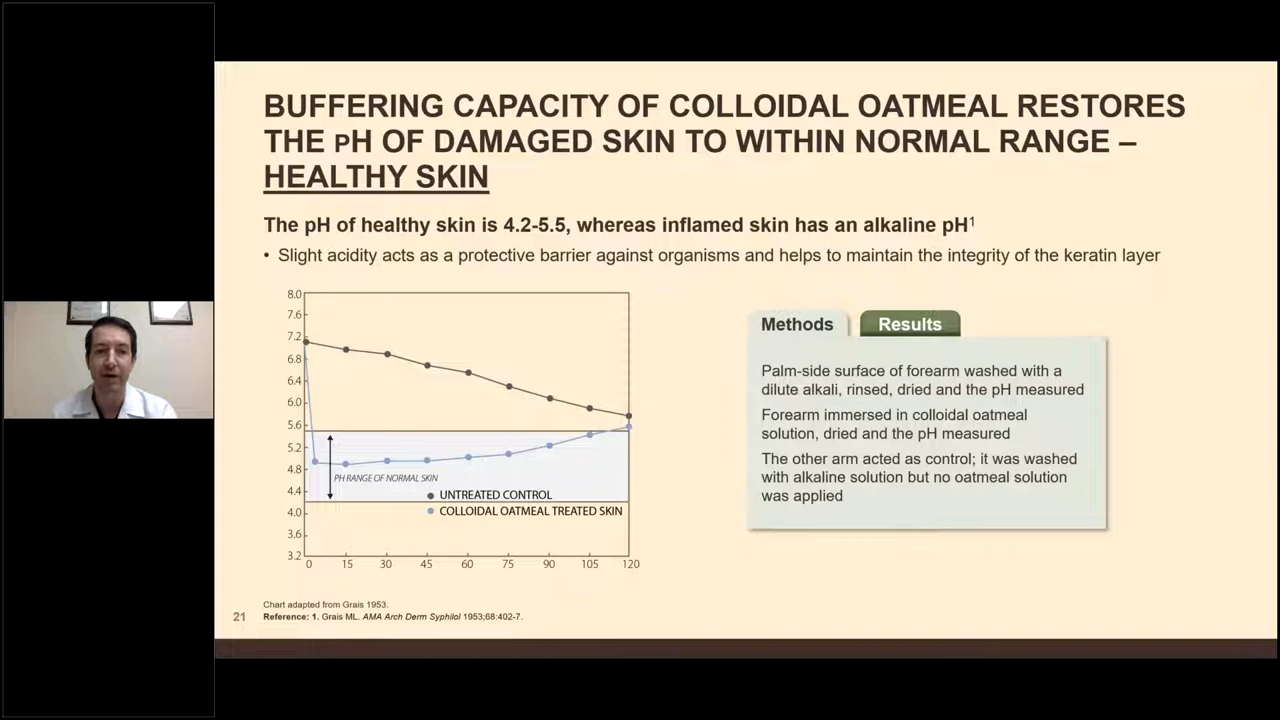 BUFFERING CAPACITY OF COLLOIDAL OATMEAL RESTORES
THE pH OF DAMAGED SKIN TO WITHIN NORMAL RANGE –
HEALTHY SKIN
The pH of healthy skin is 4.2-5.5, whereas inflamed skin has an alkaline pH¹
• Slight acidity acts as a protective barrier against organisms and helps to maintain the integrity of the keratin layer
8.0
7.6
7.2
6.8
6.4
6.0
5.6
5.2
4.8
4.4
4.0
3.6
3.2
PH RANGE OF NORMAL SKIN
UNTREATED CONTROL
COLLOIDAL OATMEAL TREATED SKIN
0 15 30 45 60 75 90 105 120
Methods Results
Palm-side surface of forearm washed with a
dilute alkali, rinsed, dried and the pH measured
Forearm immersed in colloidal oatmeal
solution, dried and the pH measured
The other arm acted as control; it was washed
with alkaline solution but no oatmeal solution
was applied
Chart adapted from Grais 1953.
21
Reference: 1. Grais ML. AMA Arch Derm Syphilol 1953;68:402-7.